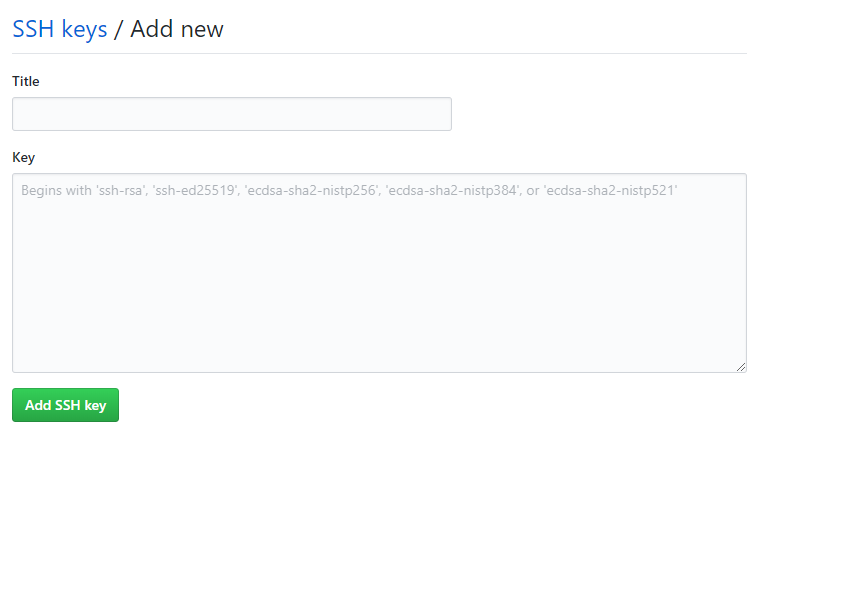 SSH keys / Add new
Title
Key
Begins with 'ssh-rsa', 'ssh-ed25519', 'ecdsa-sha2-nistp256', 'ecdsa-sha2-nistp384', or 'ecdsa-sha2-nistp521'
Add SSH key